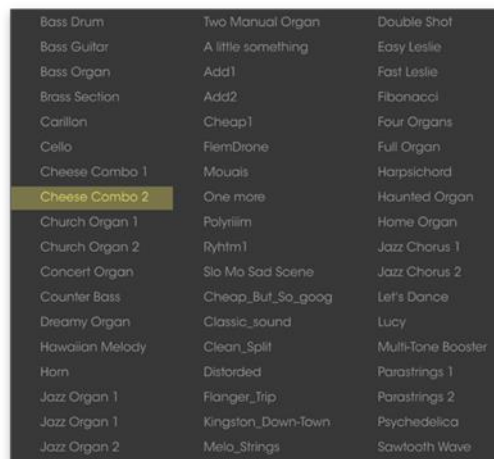 Bass Drum
Bass Guitar
Bass Organ
Brass Section
Carillon
Cello
Cheese Combo 1
Cheese Combo 2
Church Organ 1
Church Organ 2
Concert Organ
Counter Bass
Dreamy Organ
Hawaiian Melody
Horn
Jazz Organ 1
Jazz Organ 1
Jazz Organ 2
Two Manual Organ
A little something
Add1
Add2
Cheap1
FlemDrone
Mouais
One more
Polyriiim
Ryhtm1
Slo Mo Sad Scene
Cheap_But_So_goog
Classic_sound
Clean_Split
Distorted
Flanger_Trip
Kingston_Down-Town
Melo_Strings
Double Shot
Easy Leslie
Fast Leslie
Fibonacci
Four Organs
Full Organ
Harpsichord
Haunted Organ
Home Organ
Jazz Chorus 1
Jazz Chorus 2
Let's Dance
Lucy
Multi-Tone Booster
Parastrings 1
Parastrings 2
Psychedelica
Sawtooth Wave